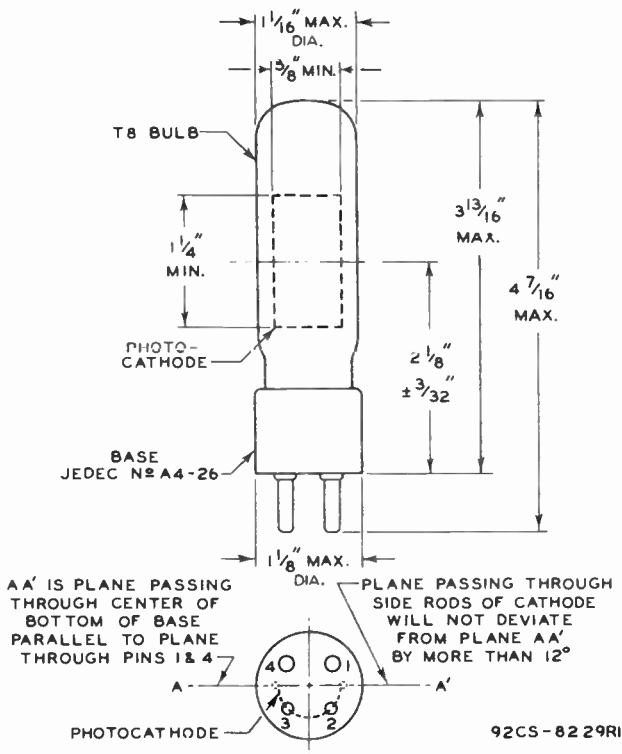 1 1/16" MAX.
DIA.
3/8" MIN.
T8 BULB
1 1/4"
MIN.
3 13/16"
MAX.
4 7/16"
MAX.
PHOTO-
CATHODE
2 1/8"
± 3/32"
BASE
JEDEC Nº A4-26
1 1/8" MAX.
DIA.
AA' IS PLANE PASSING
THROUGH CENTER OF
BOTTOM OF BASE
PARALLEL TO PLANE
THROUGH PINS 1 & 4
PLANE PASSING THROUGH
SIDE RODS OF CATHODE
WILL NOT DEVIATE
FROM PLANE AA'
BY MORE THAN 12°
4 1
A A'
3 2
PHOTOCATHODE
92CS-8229R1